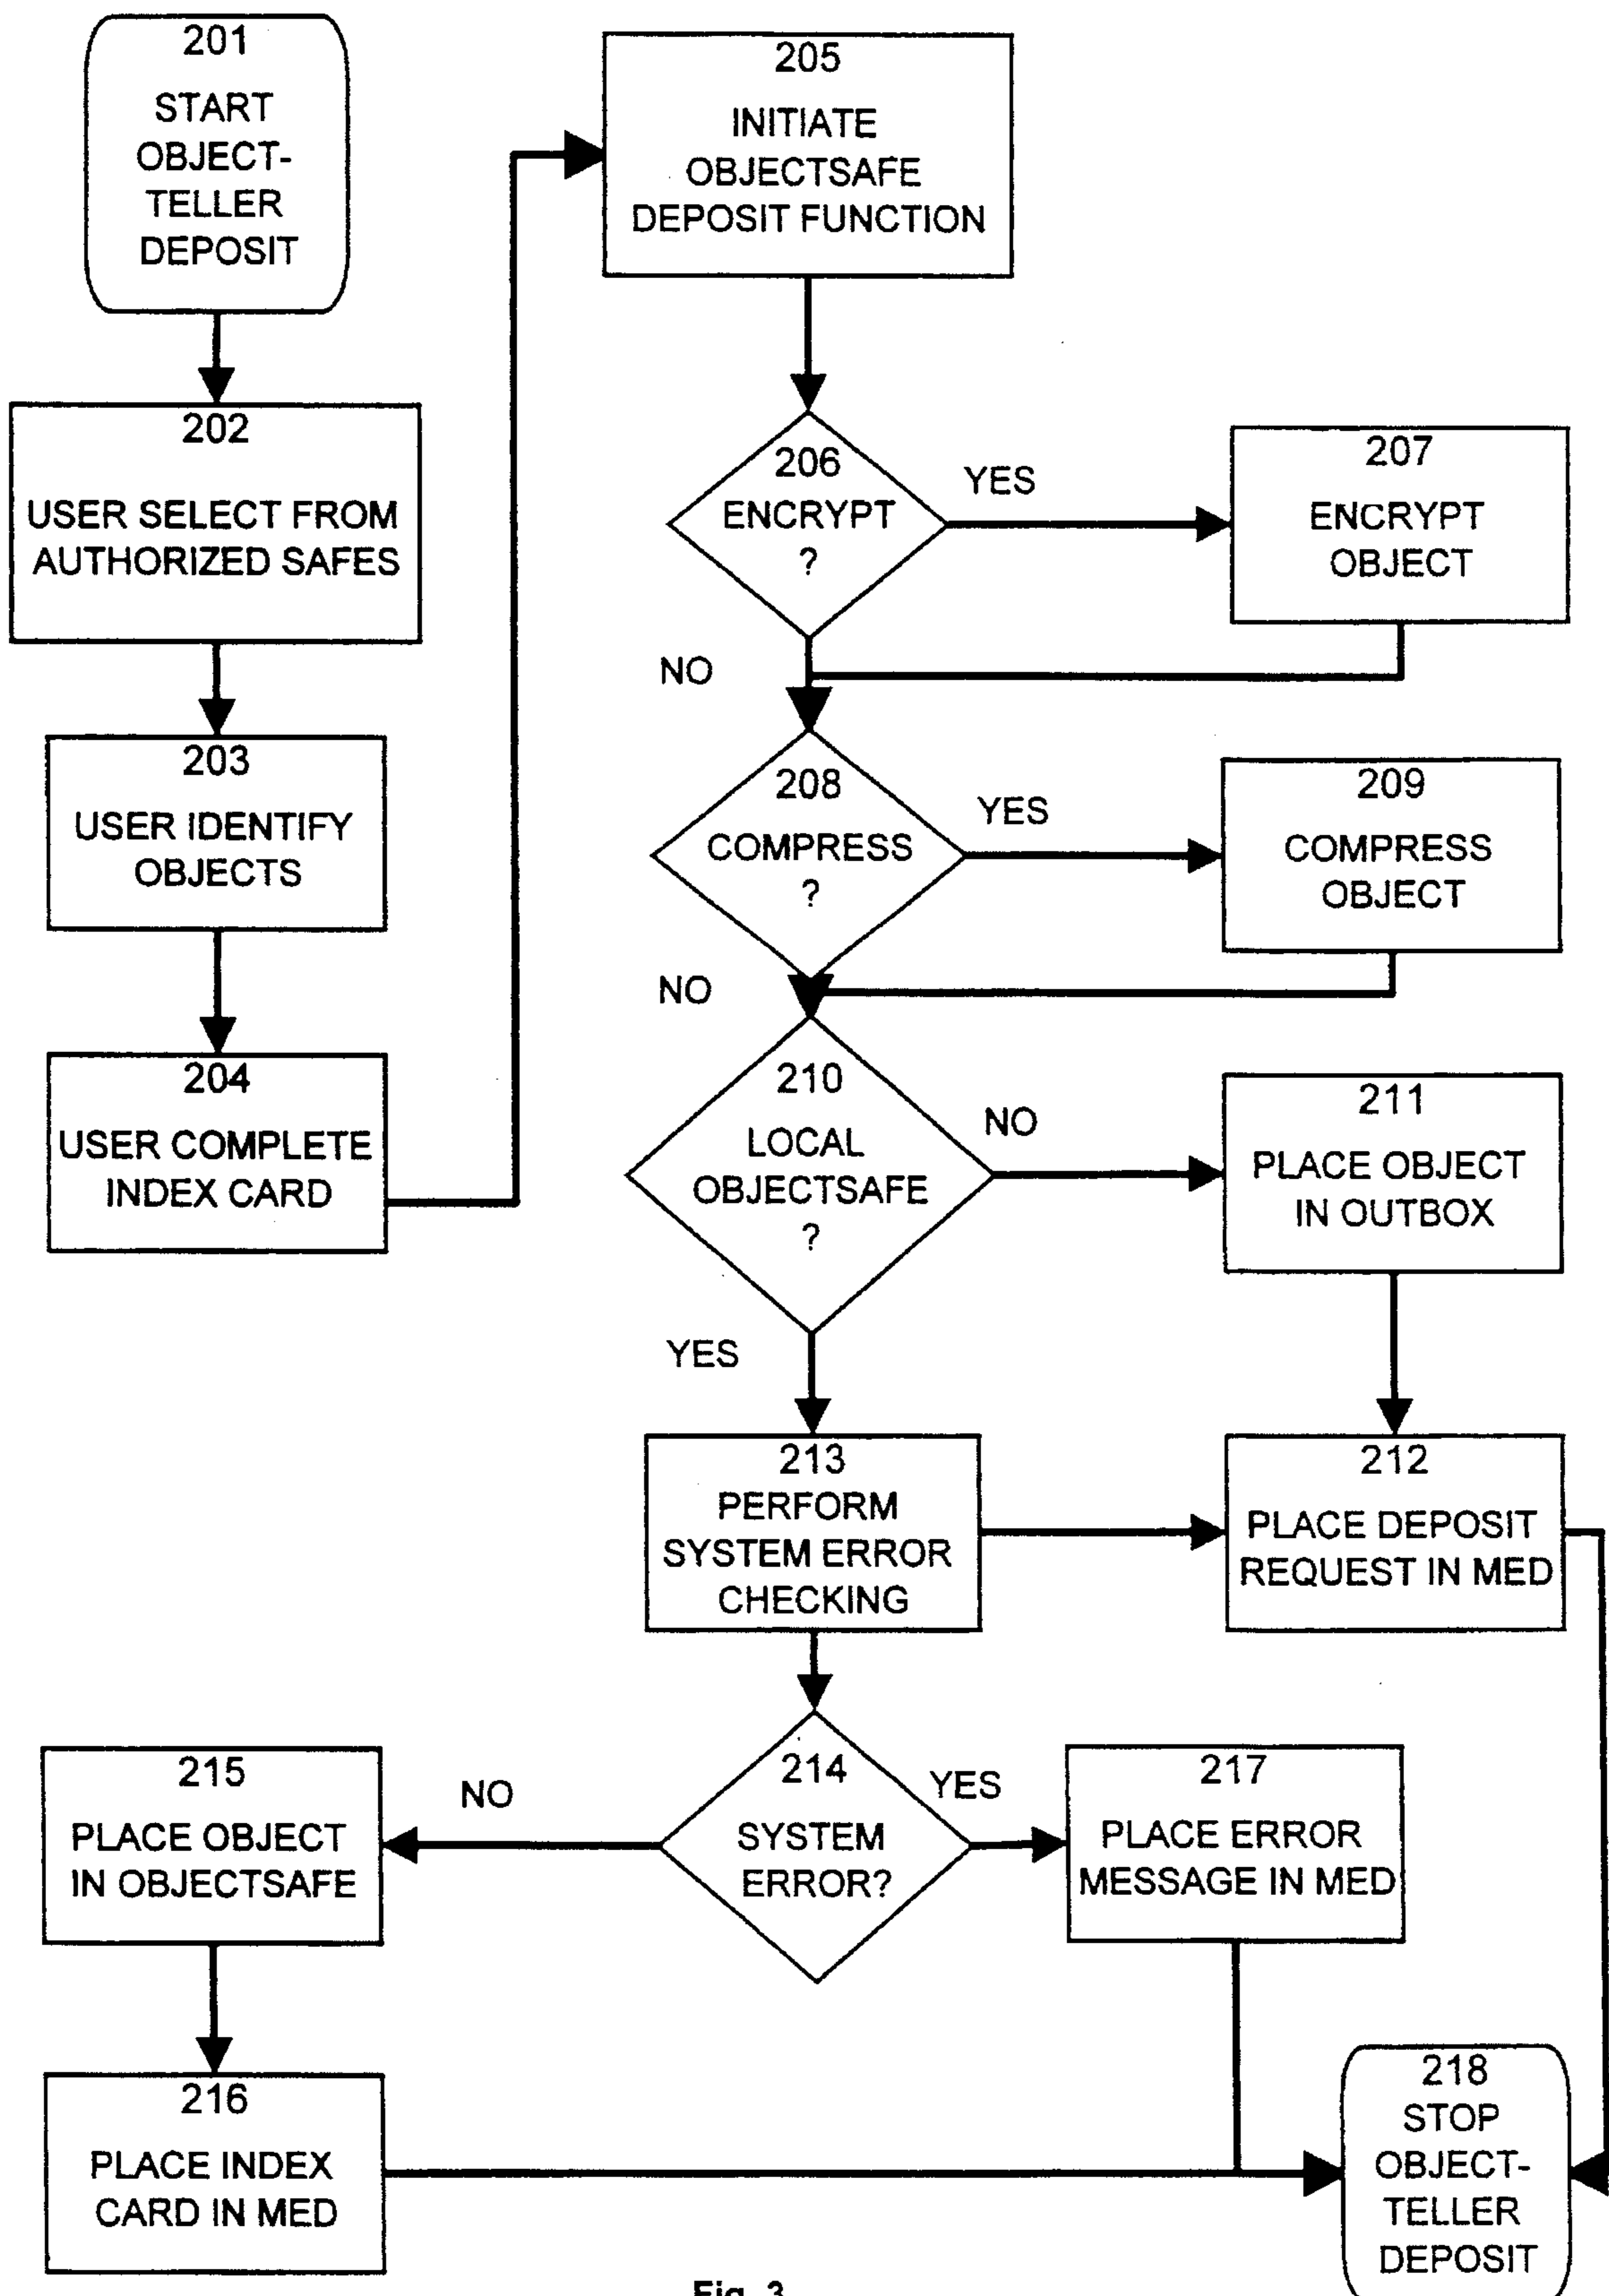 201
START
OBJECT-
TELLER
DEPOSIT
202
USER SELECT FROM
AUTHORIZED SAFES
203
USER IDENTIFY
OBJECTS
204
USER COMPLETE
INDEX CARD
205
INITIATE
OBJECTSAFE
DEPOSIT FUNCTION
206
ENCRYPT
?
YES
NO
207
ENCRYPT
OBJECT
208
COMPRESS
?
YES
NO
209
COMPRESS
OBJECT
210
LOCAL
OBJECTSAFE
?
NO
YES
211
PLACE OBJECT
IN OUTBOX
213
PERFORM
SYSTEM ERROR
CHECKING
212
PLACE DEPOSIT
REQUEST IN MED
214
SYSTEM
ERROR?
NO
YES
215
PLACE OBJECT
IN OBJECTSAFE
217
PLACE ERROR
MESSAGE IN MED
216
PLACE INDEX
CARD IN MED
218
STOP
OBJECT-
TELLER
DEPOSIT
Fig. 3